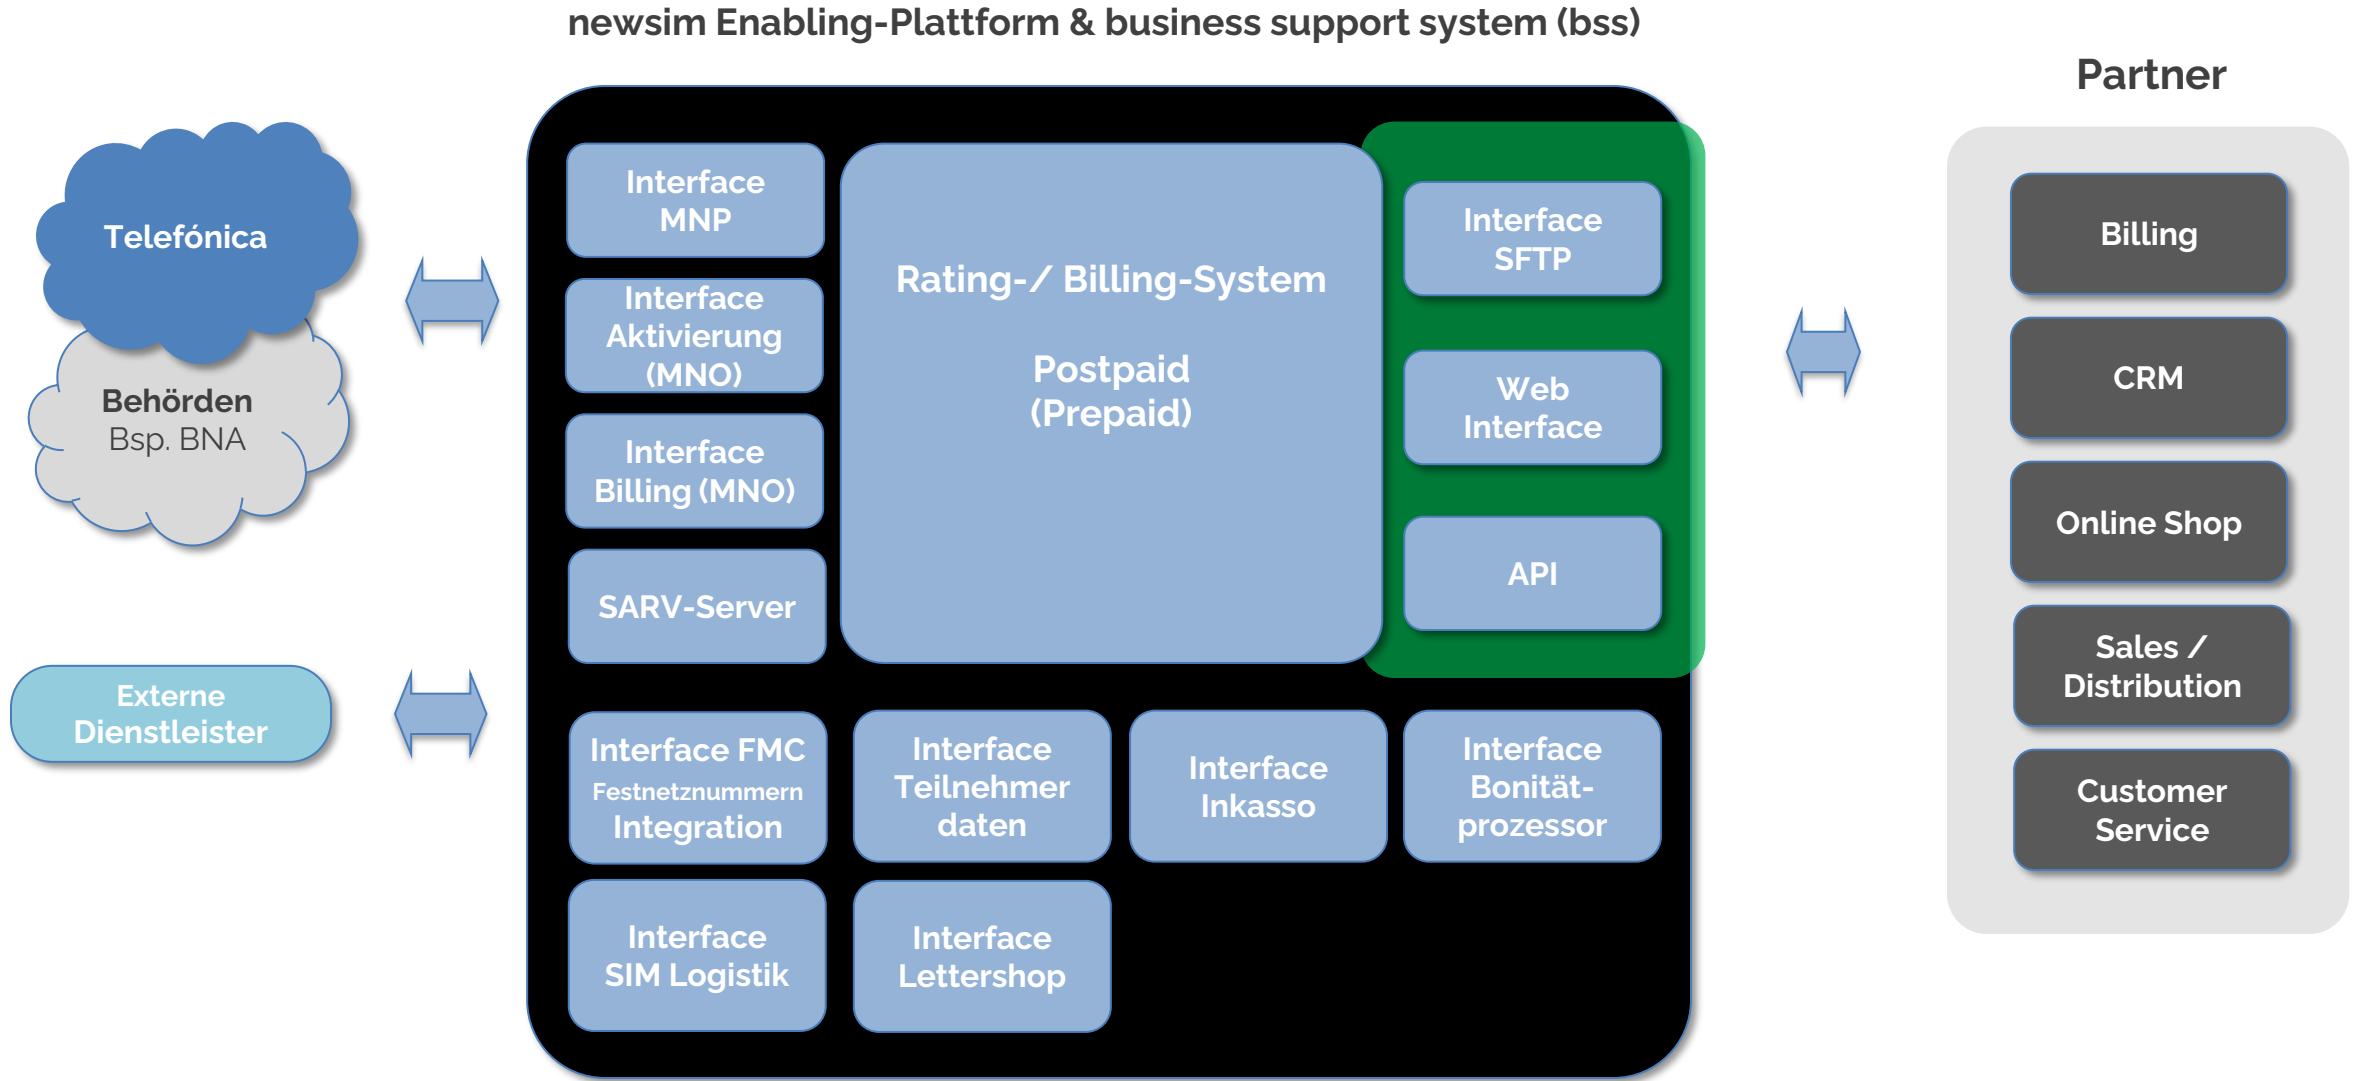 newsim Enabling-Plattform & business support system (bss)
Partner
Telefónica
Behörden
Bsp. BNA
Externe
Dienstleister
Interface
MNP
Interface
Aktivierung
(MNO)
Interface
Billing (MNO)
SARV-Server
Rating-/ Billing-System
Postpaid
(Prepaid)
Interface
SFTP
Web
Interface
API
Interface FMC
Festnetznummern
Integration
Interface
Teilnehmer
daten
Interface
Inkasso
Interface
Bonität-
prozessor
Interface
SIM Logistik
Interface
Lettershop
Billing
CRM
Online Shop
Sales /
Distribution
Customer
Service